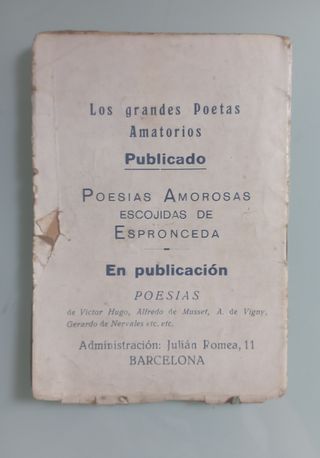 Los grandes Poetas
Amatorios
Publicado
POESIAS AMOROSAS
ESCOJIDAS DE
ESPRONCEDA
En publicación
POESIAS
de Victor Hugo, Alfredo de Musset, A. de Vigny,
Gerardo de Nervales etc. etc.
Administración: Julián Romea, 11
BARCELONA